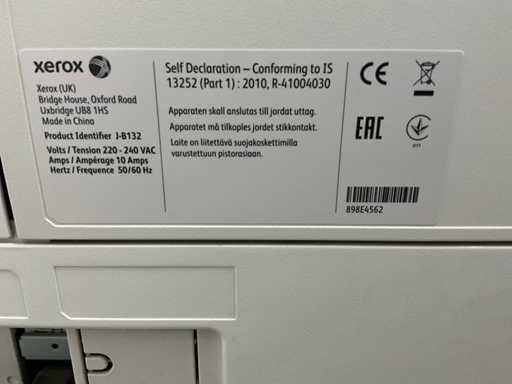 xerox
Xerox (UK)
Bridge House, Oxford Road
Uxbridge UB8 1HS
Made in China
Product Identifier J-B132
Volts / Tension 220 - 240 VAC
Amps / Ampérage 10 Amps
Hertz / Frequence 50/60 Hz
Self Declaration – Conforming to IS
13252 (Part 1) : 2010, R-41004030
Apparaten skall anslutas till jordat uttag.
Apparatet må tilkoples jordet stikkontakt.
Laite on liitettävä suojakoskettimilla
varustettuun pistorasiaan.
CE
EAC
898E4562